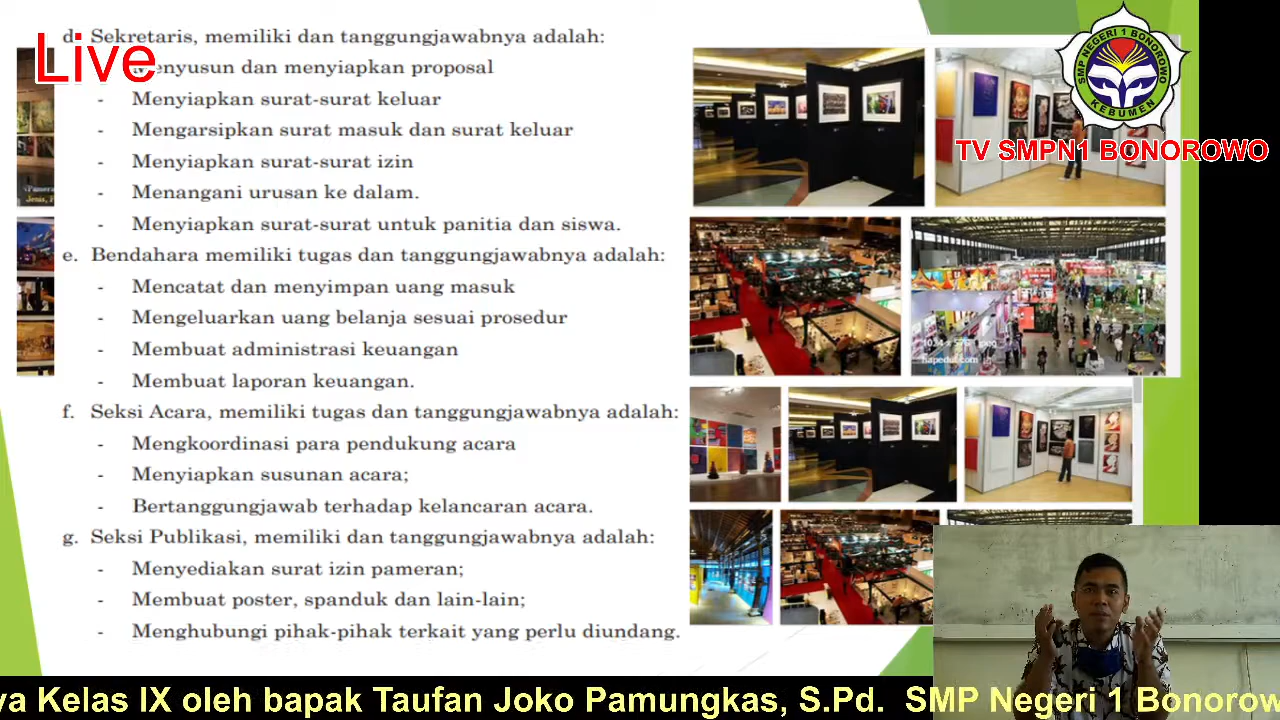 d. Sekretaris, memiliki dan tanggungjawabnya adalah:
Live
Menyusun dan menyiapkan proposal
- Menyiapkan surat-surat keluar
- Mengarsipkan surat masuk dan surat keluar
- Menyiapkan surat-surat izin
- Menangani urusan ke dalam.
- Menyiapkan surat-surat untuk panitia dan siswa.
e. Bendahara memiliki tugas dan tanggungjawabnya adalah:
- Mencatat dan menyimpan uang masuk
- Mengeluarkan uang belanja sesuai prosedur
- Membuat administrasi keuangan
- Membuat laporan keuangan.
f. Seksi Acara, memiliki tugas dan tanggungjawabnya adalah:
- Mengkoordinasi para pendukung acara
- Menyiapkan susunan acara;
- Bertanggungjawab terhadap kelancaran acara.
g. Seksi Publikasi, memiliki dan tanggungjawabnya adalah:
- Menyediakan surat izin pameran;
- Membuat poster, spanduk dan lain-lain;
- Menghubungi pihak-pihak terkait yang perlu diundang.
SMP NEGERI 1 BONOROWO
KEBUMEN
TV SMPN1 BONOROWO
hapedut.com
ya Kelas IX oleh bapak Taufan Joko Pamungkas, S.Pd. SMP Negeri 1 Bonorow